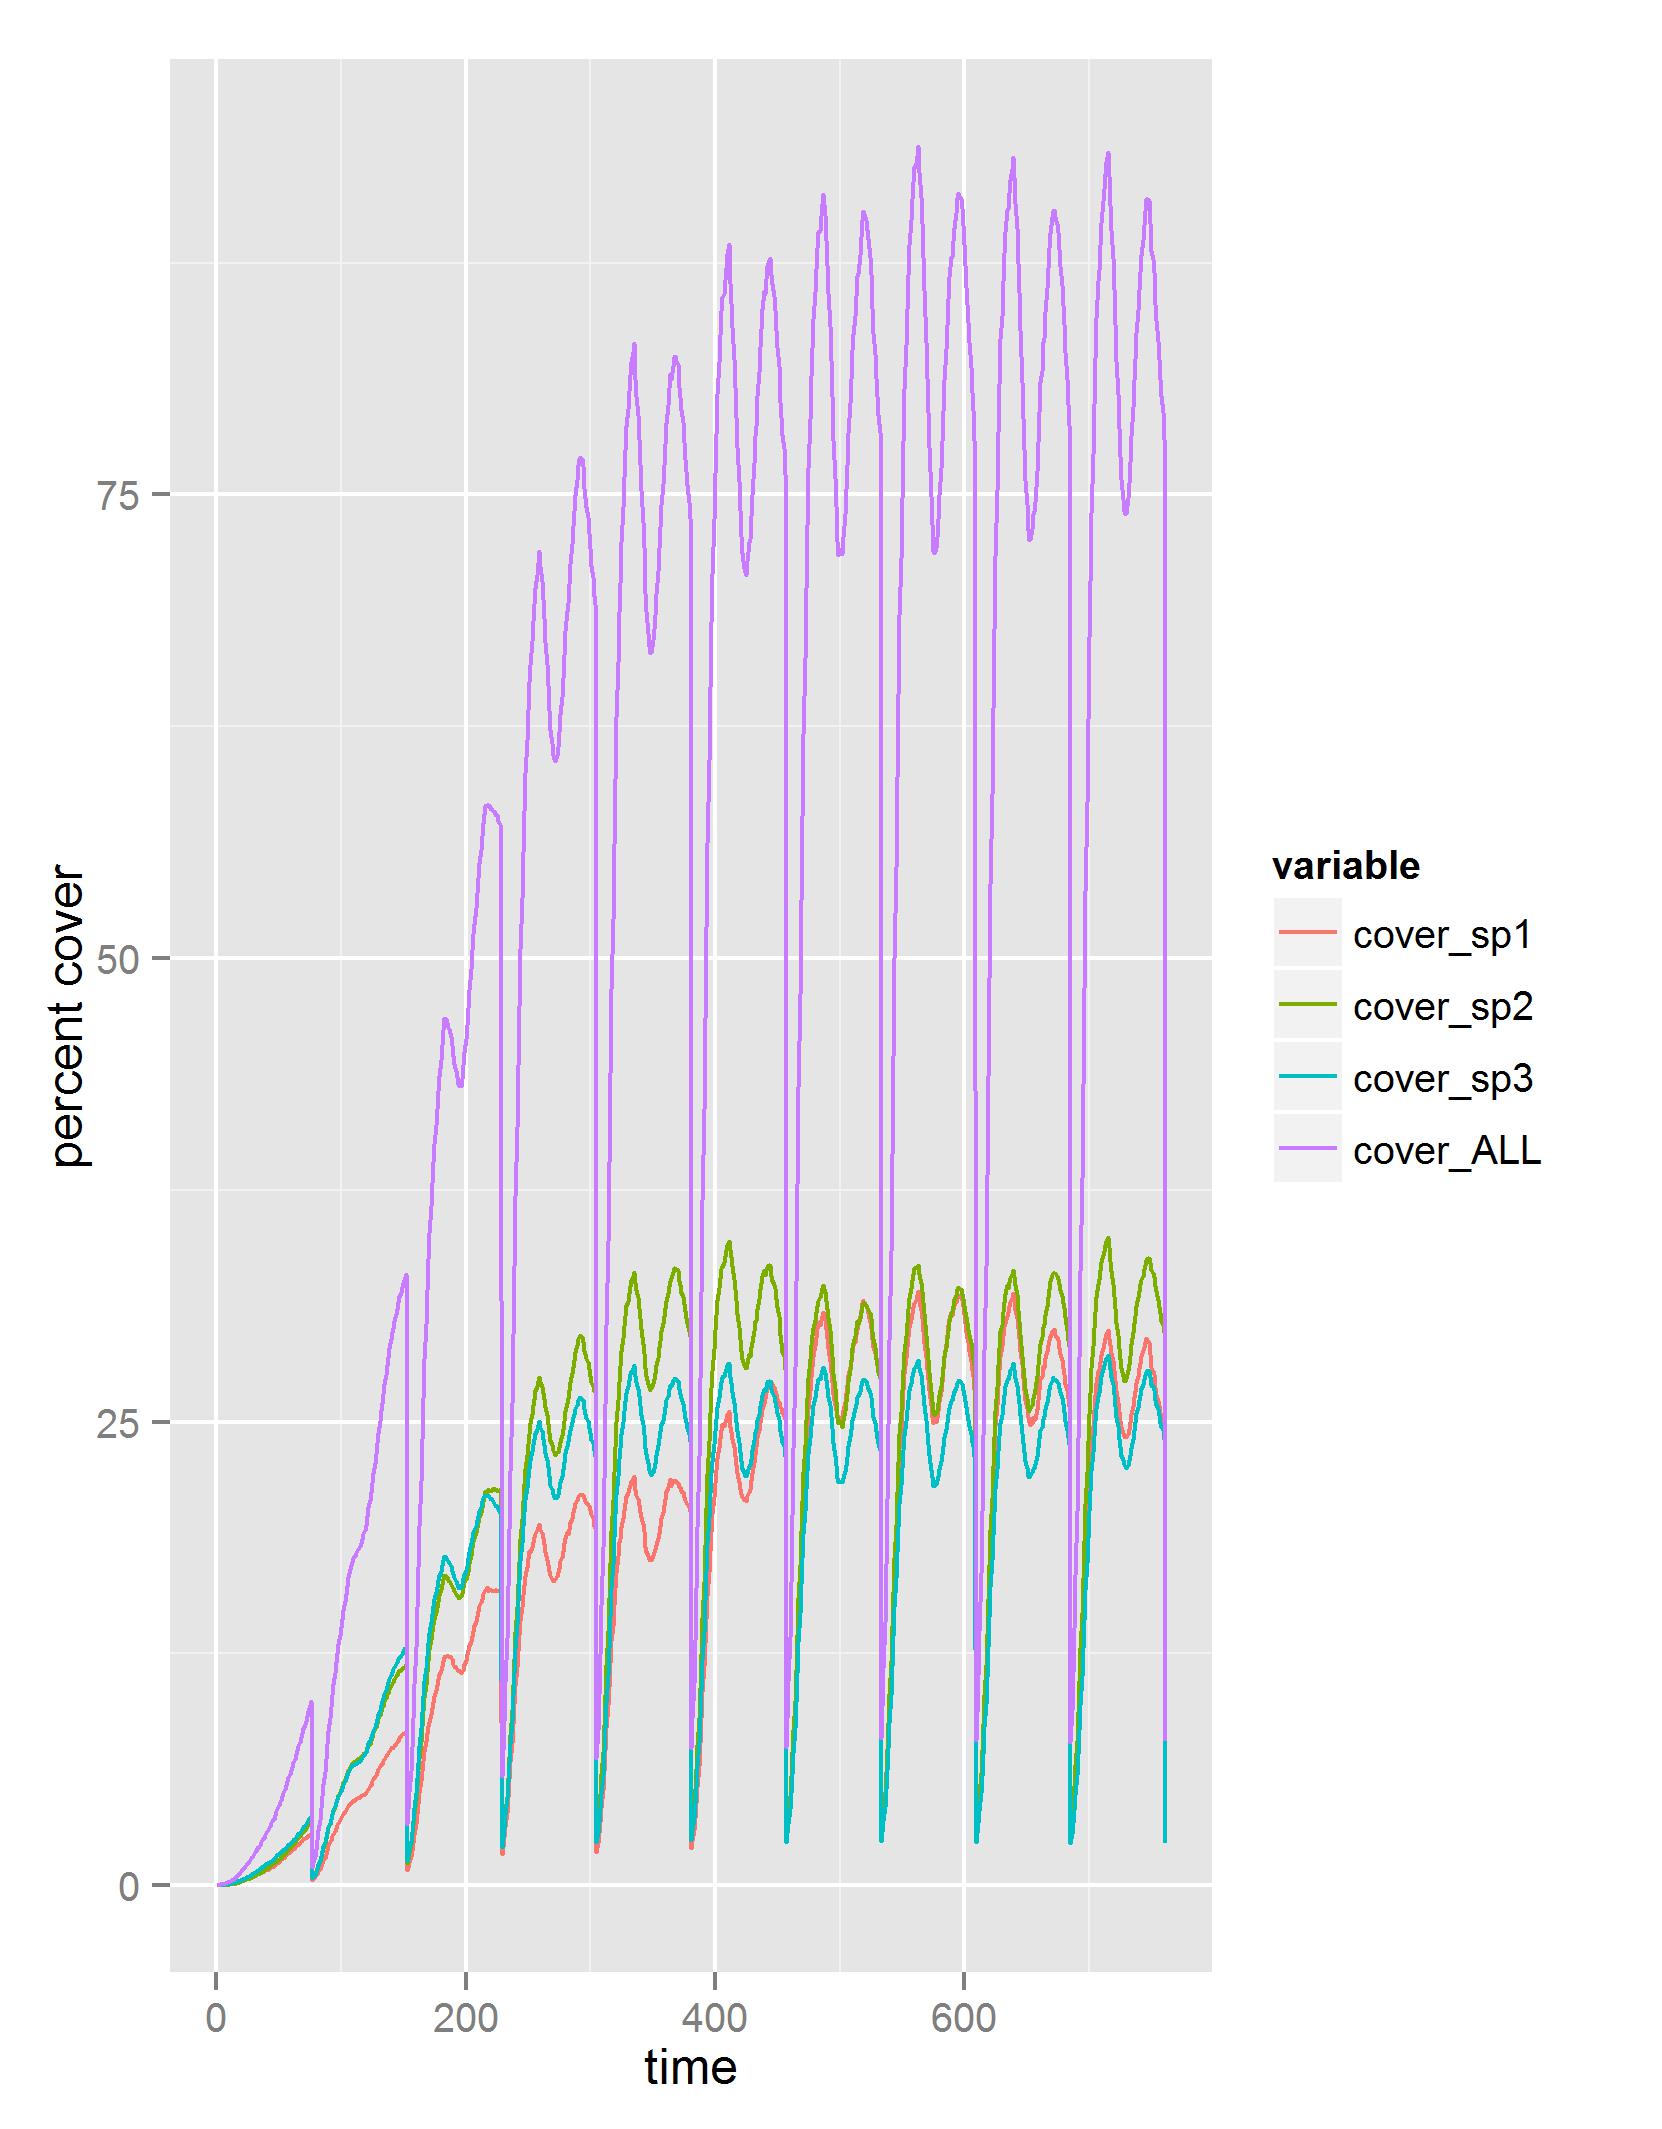 percent cover
75
50
25
0
0 200 400 600
time
variable
cover_sp1
cover_sp2
cover_sp3
cover_ALL